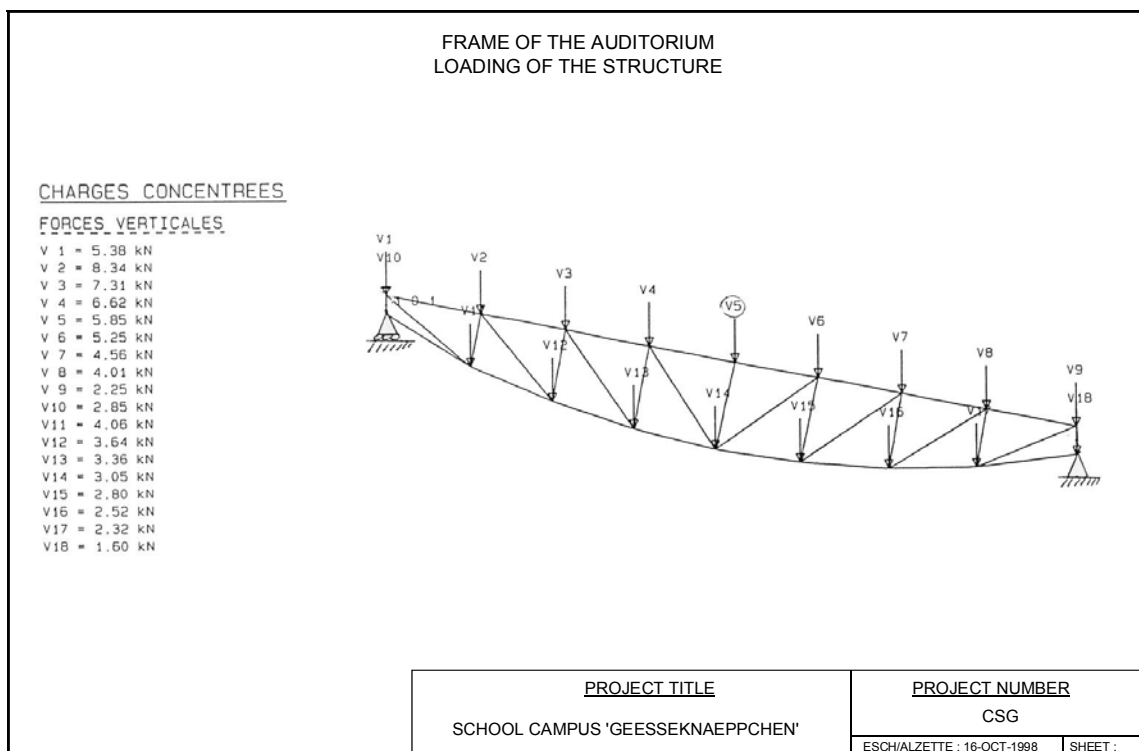 FRAME OF THE AUDITORIUM
LOADING OF THE STRUCTURE
CHARGES CONCENTREES
FORCES VERTICALES
V 1 = 5.38 kN
V 2 = 8.34 kN
V 3 = 7.31 kN
V 4 = 6.62 kN
V 5 = 5.85 kN
V 6 = 5.25 kN
V 7 = 4.56 kN
V 8 = 4.01 kN
V 9 = 2.25 kN
V10 = 2.85 kN
V11 = 4.06 kN
V12 = 3.64 kN
V13 = 3.36 kN
V14 = 3.05 kN
V15 = 2.80 kN
V16 = 2.52 kN
V17 = 2.32 kN
V18 = 1.60 kN
V1
V10
V2
V3
V4
V5
V6
V7
V8
V9
V18
V12
V13
V14
V15
V16
PROJECT TITLE
SCHOOL CAMPUS 'GEESSEKNAEPPCHEN'
PROJECT NUMBER
CSG
ESCH/ALZETTE : 16-OCT-1998
SHEET :